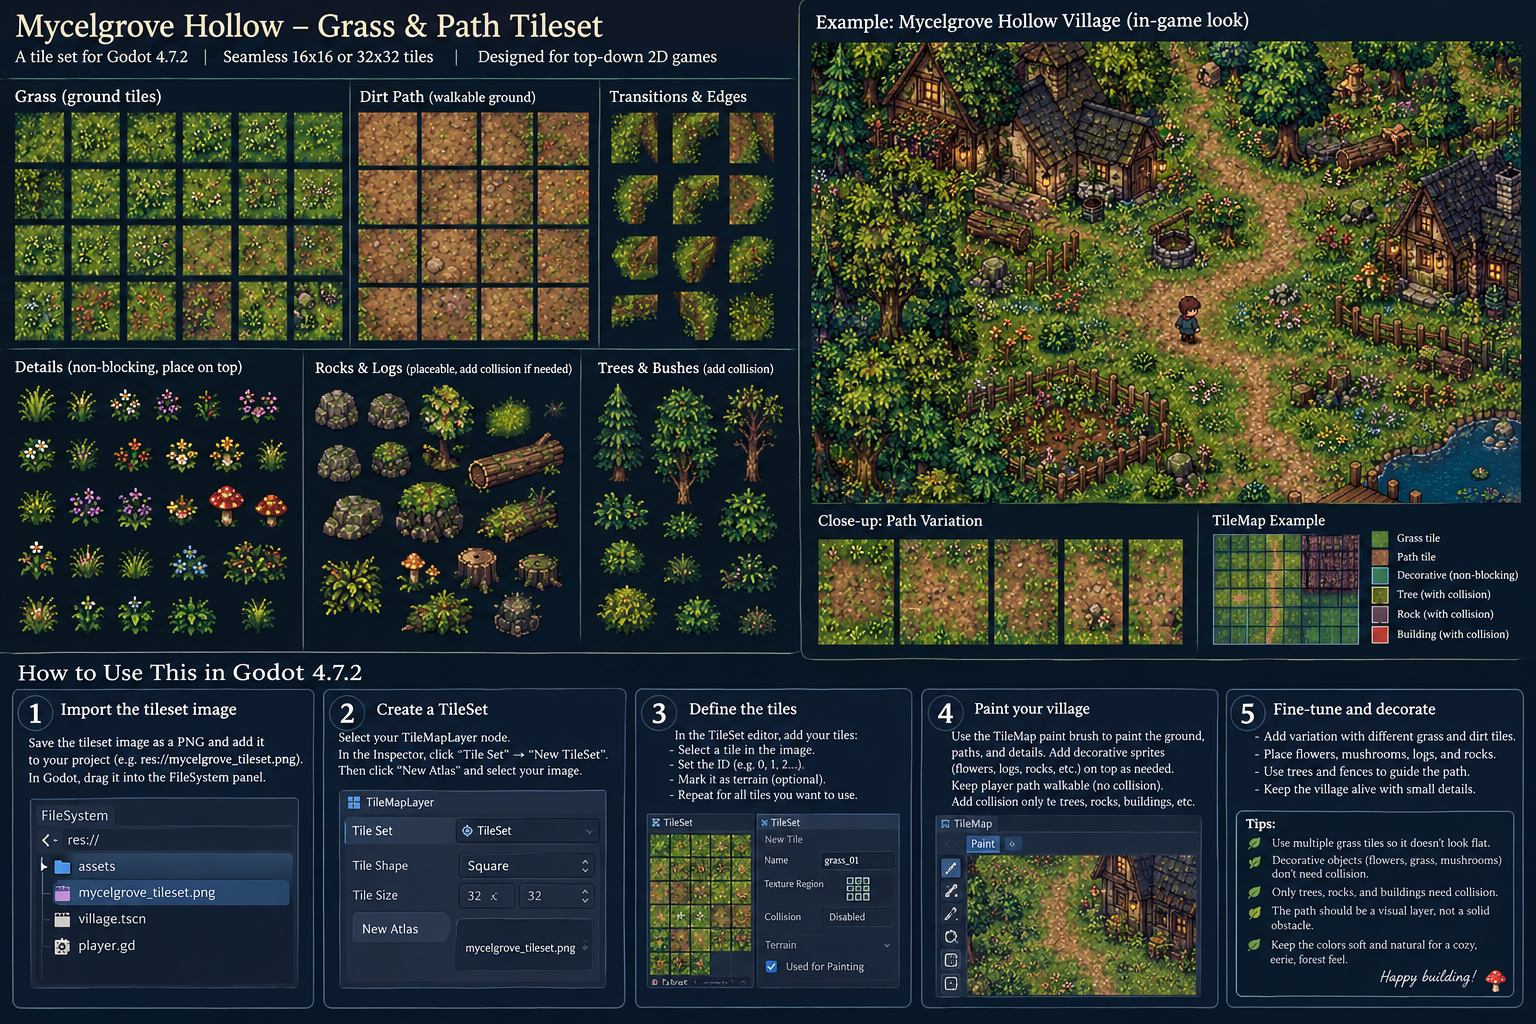 Mycelgrove Hollow – Grass & Path Tileset
A tile set for Godot 4.7.2 | Seamless 16x16 or 32x32 tiles | Designed for top-down 2D games
Grass (ground tiles)
Dirt Path (walkable ground)
Transitions & Edges
Details (non-blocking, place on top)
Rocks & Logs (placeable, add collision if needed)
Trees & Bushes (add collision)
Example: Mycelgrove Hollow Village (in-game look)
Close-up: Path Variation
TileMap Example
Grass tile
Path tile
Decorative (non-blocking)
Tree (with collision)
Rock (with collision)
Building (with collision)
How to Use This in Godot 4.7.2
1 Import the tileset image
Save the tileset image as a PNG and add it
to your project (e.g. res://mycelgrove_tileset.png).
In Godot, drag it into the FileSystem panel.
FileSystem
res://
assets
mycelgrove_tileset.png
village.tscn
player.gd
2 Create a TileSet
Select your TileMapLayer node.
In the Inspector, click "Tile Set" → "New TileSet".
Then click "New Atlas" and select your image.
TileMapLayer
Tile Set TileSet
Tile Shape Square
Tile Size 32 x 32
New Atlas
mycelgrove_tileset.png
3 Define the tiles
In the TileSet editor, add your tiles:
- Select a tile in the image.
- Set the ID (e.g. 0, 1, 2...).
- Mark it as terrain (optional).
- Repeat for all tiles you want to use.
TileSet
TileSet
New Tile
Name grass_01
Texture Region
Collision Disabled
Terrain
Used for Painting
4 Paint your village
Use the TileMap paint brush to paint the ground,
paths, and details. Add decorative sprites
(flowers, logs, rocks, etc.) on top as needed.
Keep player path walkable (no collision).
Add collision only te trees, rocks, buildings, etc.
TileMap
Paint
5 Fine-tune and decorate
- Add variation with different grass and dirt tiles.
- Place flowers, mushrooms, logs, and rocks.
- Use trees and fences to guide the path.
- Keep the village alive with small details.
Tips:
Use multiple grass tiles so it doesn't look flat.
Decorative objects (flowers, grass, mushrooms)
don't need collision.
Only trees, rocks, and buildings need collision.
The path should be a visual layer, not a solid
obstacle.
Keep the colors soft and natural for a cozy,
eerie, forest feel.
Happy building!